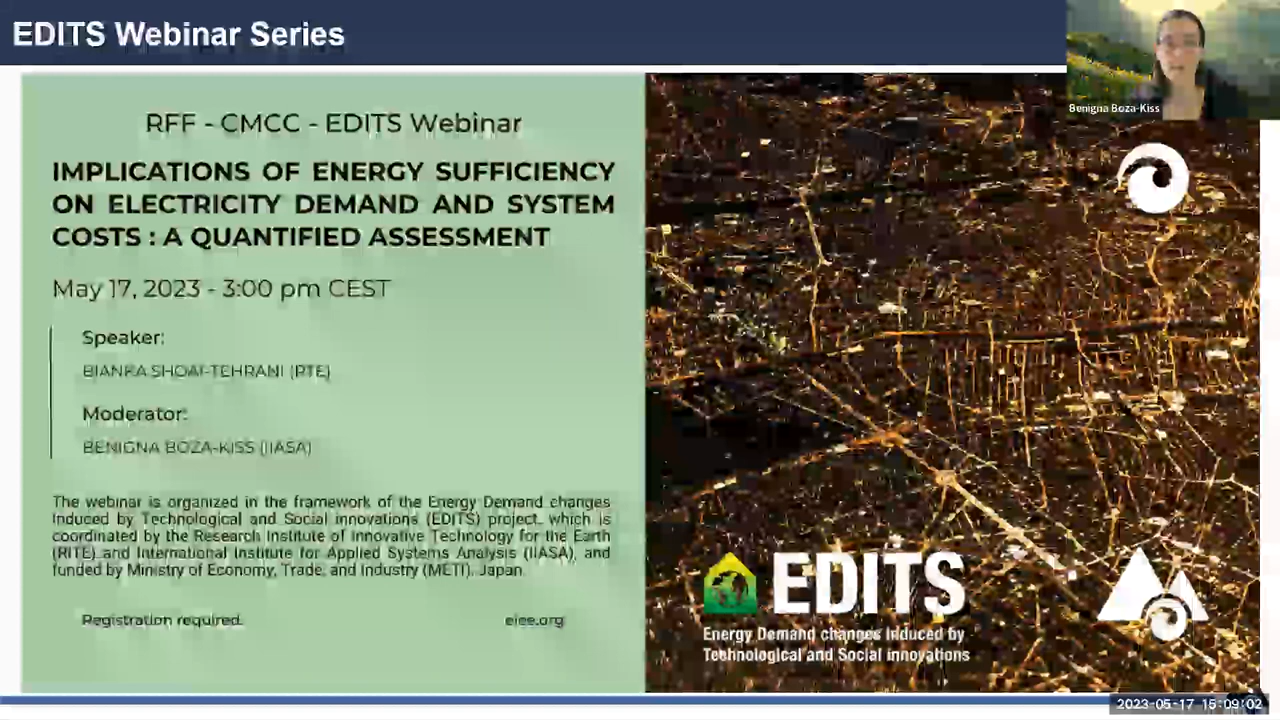 EDITS Webinar Series
Benigna Boza-Kiss
RFF - CMCC - EDITS Webinar
IMPLICATIONS OF ENERGY SUFFICIENCY
ON ELECTRICITY DEMAND AND SYSTEM
COSTS : A QUANTIFIED ASSESSMENT
May 17, 2023 - 3:00 pm CEST
Speaker:
BIANKA SHOAI-TEHRANI (RTE)
Moderator:
BENIGNA BOZA-KISS (IIASA)
The webinar is organized in the framework of the Energy Demand changes
Induced by Technological and Social innovations (EDITS) project, which is
coordinated by the Research Institute of Innovative Technology for the Earth
(RITE) and International Institute for Applied Systems Analysis (IIASA), and
funded by Ministry of Economy, Trade, and Industry (METI), Japan.
Registration required.
eiee.org
EDITS
Energy Demand changes Induced by
Technological and Social innovations
2023-05-17 15:09:02